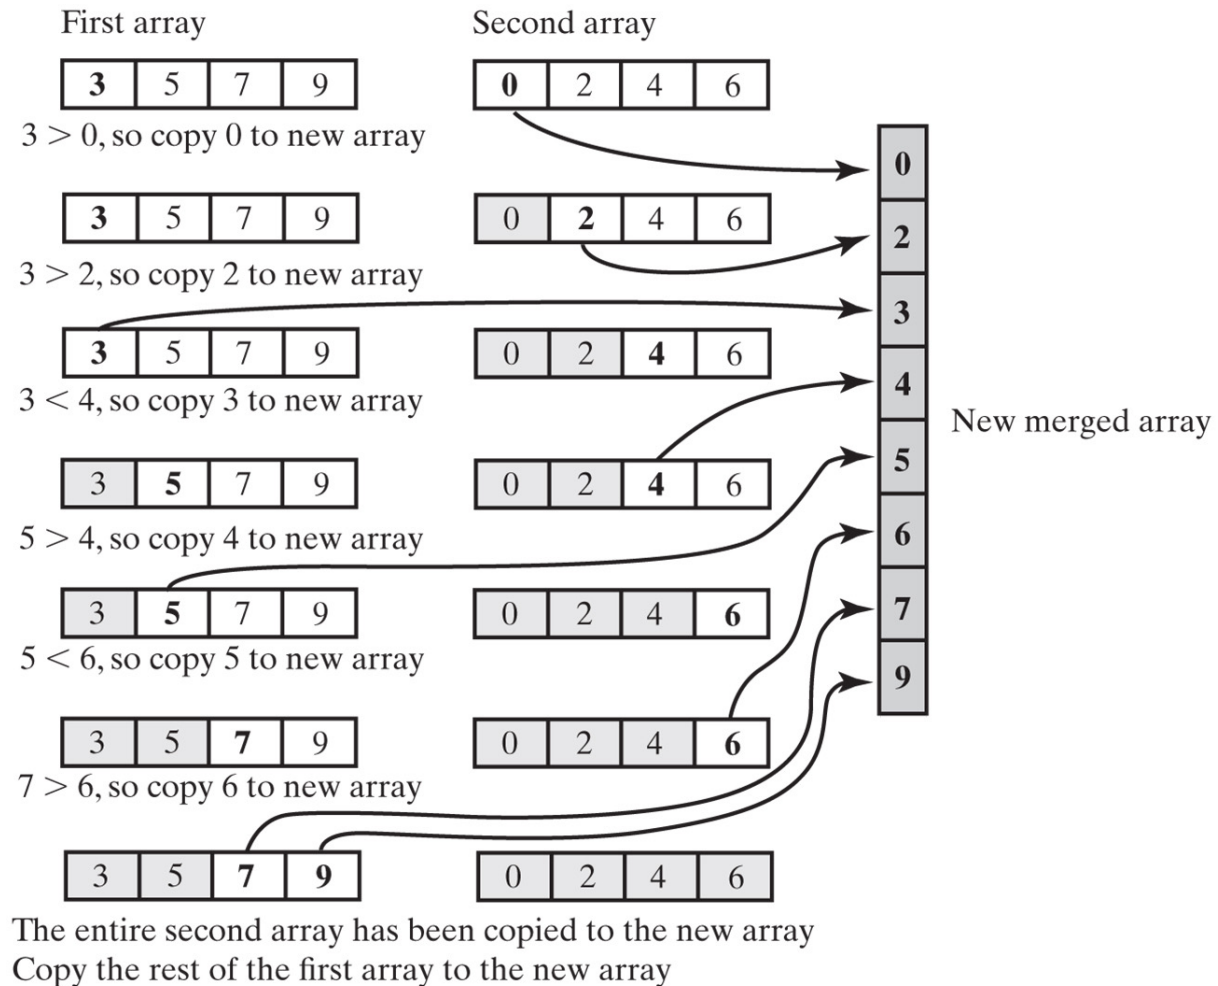 First array Second array
3 5 7 9 0 2 4 6
3 > 0, so copy 0 to new array
0
3 5 7 9 0 2 4 6
2
3 > 2, so copy 2 to new array
3
3 5 7 9 0 2 4 6
4
3 < 4, so copy 3 to new array
New merged array
5
3 5 7 9 0 2 4 6
6
5 > 4, so copy 4 to new array
7
3 5 7 9 0 2 4 6
5 < 6, so copy 5 to new array
9
3 5 7 9 0 2 4 6
7 > 6, so copy 6 to new array
3 5 7 9 0 2 4 6
The entire second array has been copied to the new array
Copy the rest of the first array to the new array